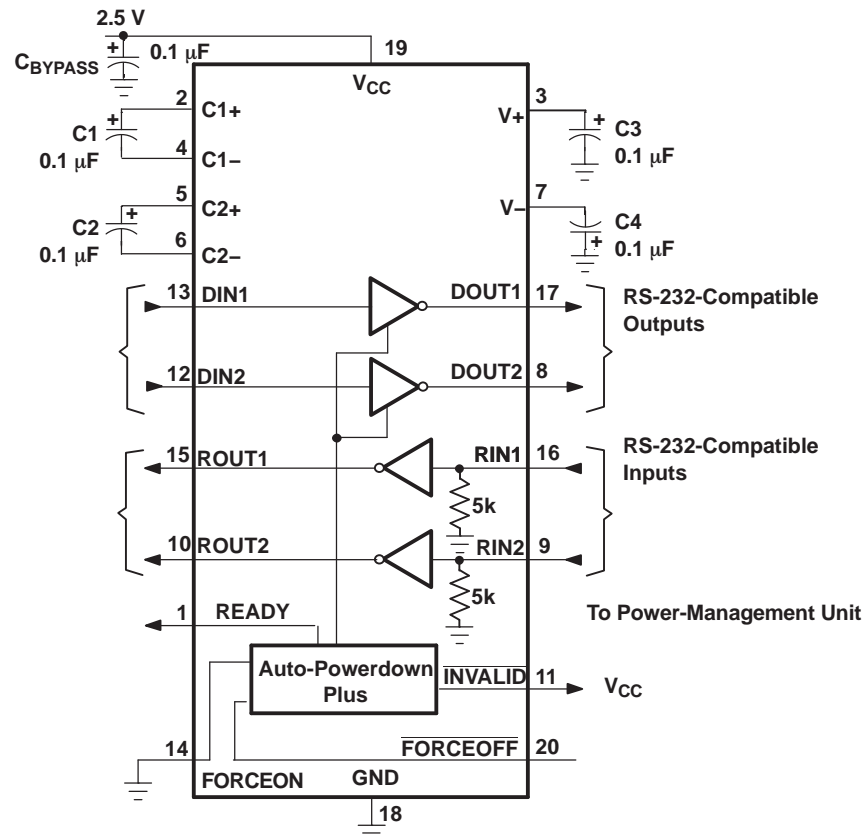 2.5 V
CBYPASS + 0.1 μF
19
VCC
2 C1+ V+ 3
C1 + + C3
0.1 μF 4 C1− 0.1 μF
5 C2+ V− 7
C2 + C4
0.1 μF 6 C2− + 0.1 μF
13 DIN1 DOUT1 17 RS-232-Compatible
Outputs
12 DIN2 DOUT2 8
15 ROUT1 RIN1 16 RS-232-Compatible
Inputs
5k
10 ROUT2 RIN2 9
5k
1 READY To Power-Management Unit
Auto-Powerdown
Plus
INVALID 11 VCC
14 FORCEOFF 20
FORCEON GND
18